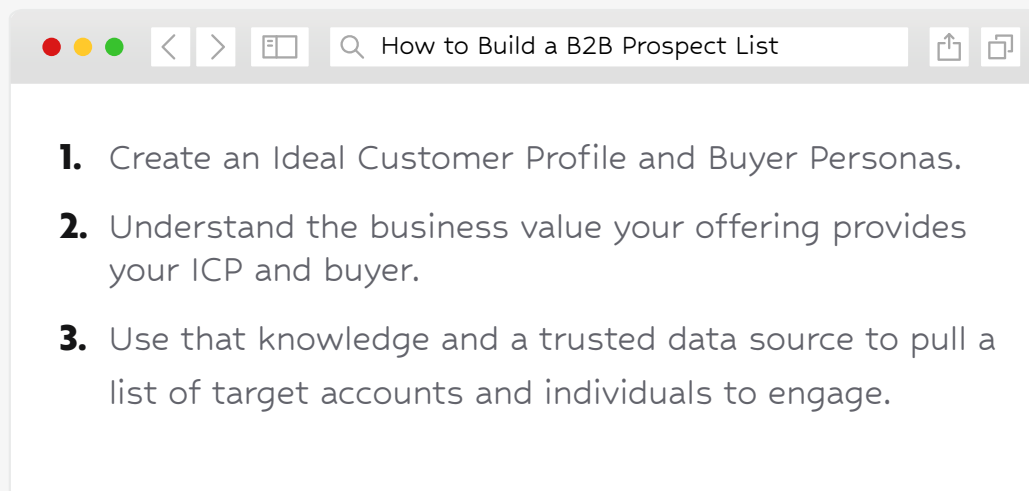 How to Build a B2B Prospect List
1. Create an Ideal Customer Profile and Buyer Personas.
2. Understand the business value your offering provides
your ICP and buyer.
3. Use that knowledge and a trusted data source to pull a
list of target accounts and individuals to engage.